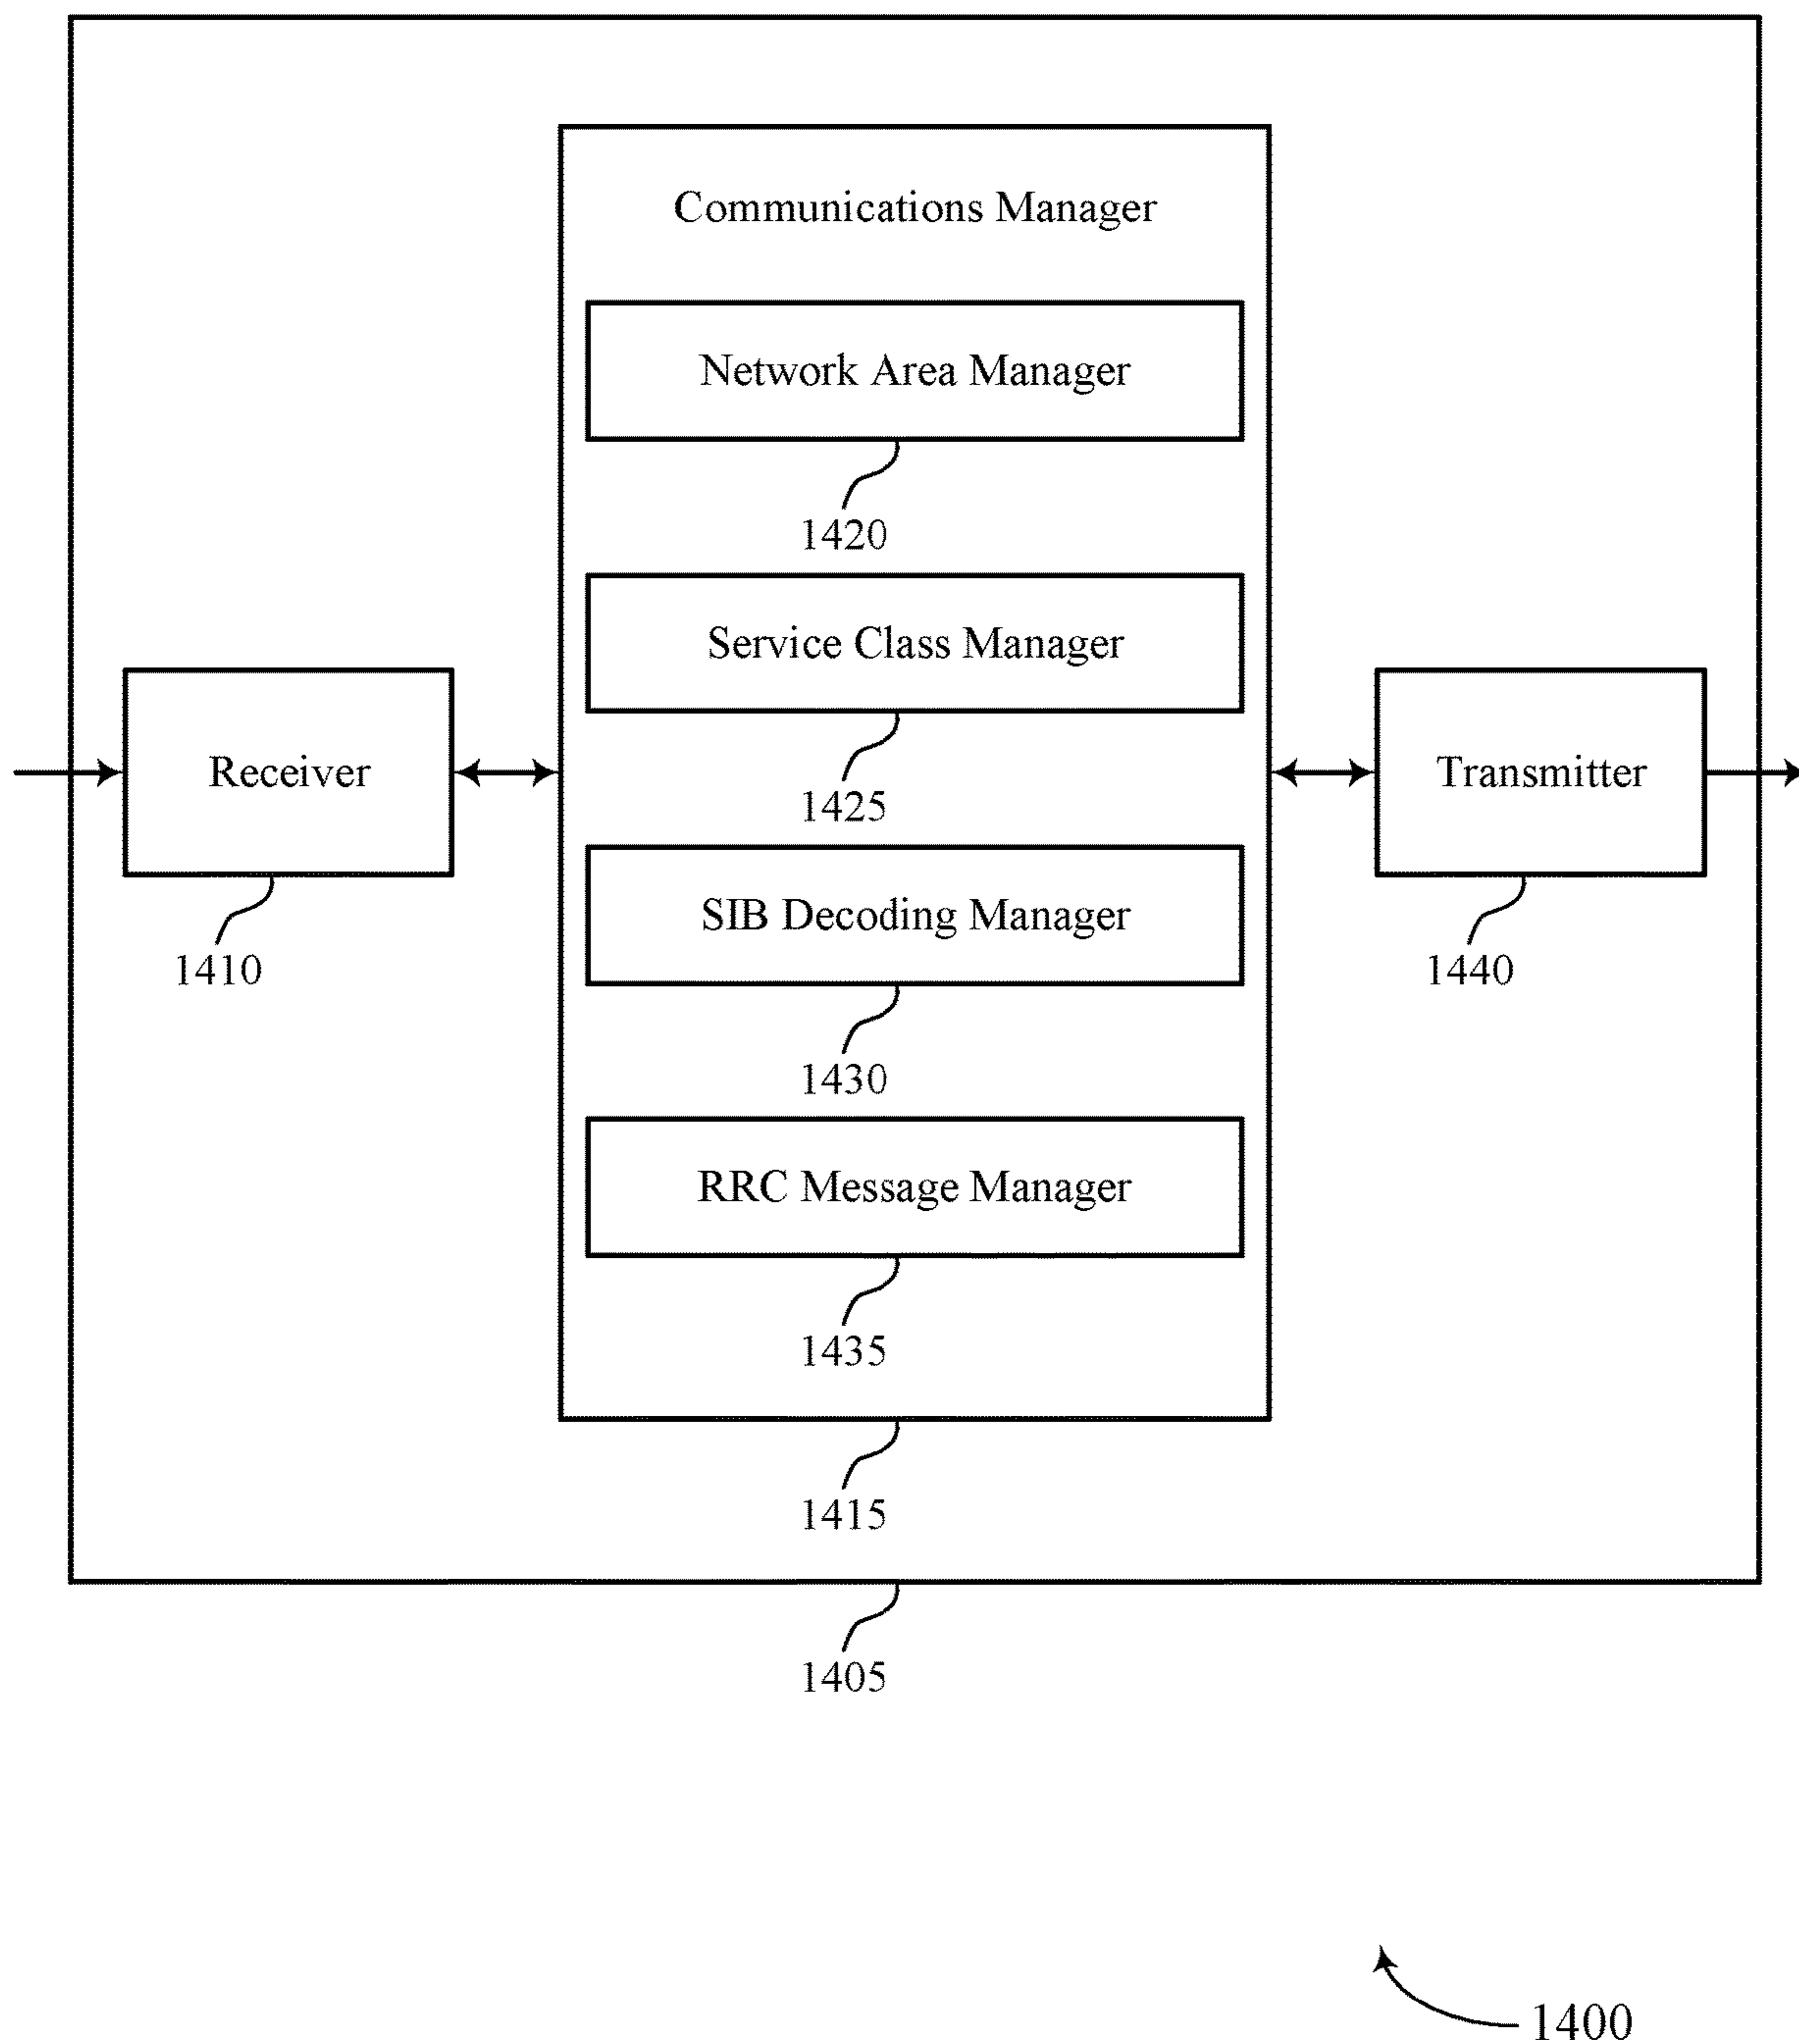 Communications Manager
Network Area Manager
1420
Service Class Manager
1425
Receiver
1410
Transmitter
1440
SIB Decoding Manager
1430
RRC Message Manager
1435
1415
1405
1400